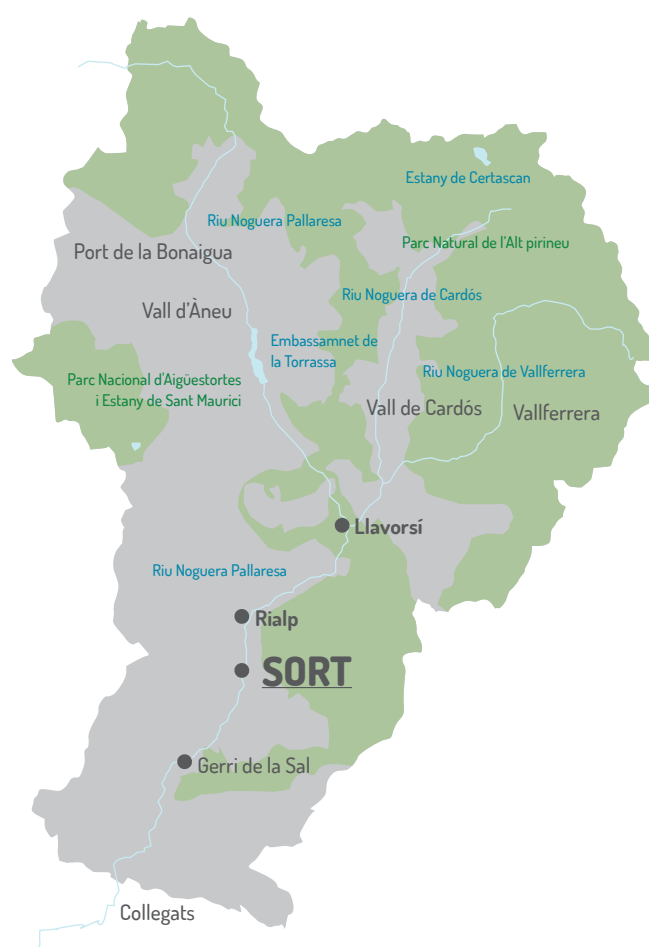 Estany de Certascan
Riu Noguera Pallaresa
Parc Natural de l'Alt pirineu
Port de la Bonaigua
Riu Noguera de Cardós
Vall d'Àneu
Embassamnet de
la Torrassa
Parc Nacional d'Aigüestortes
i Estany de Sant Maurici
Riu Noguera de Vallferrera
Vall de Cardós
Vallferrera
Llavorsí
Riu Noguera Pallaresa
Rialp
SORT
Gerri de la Sal
Collegats